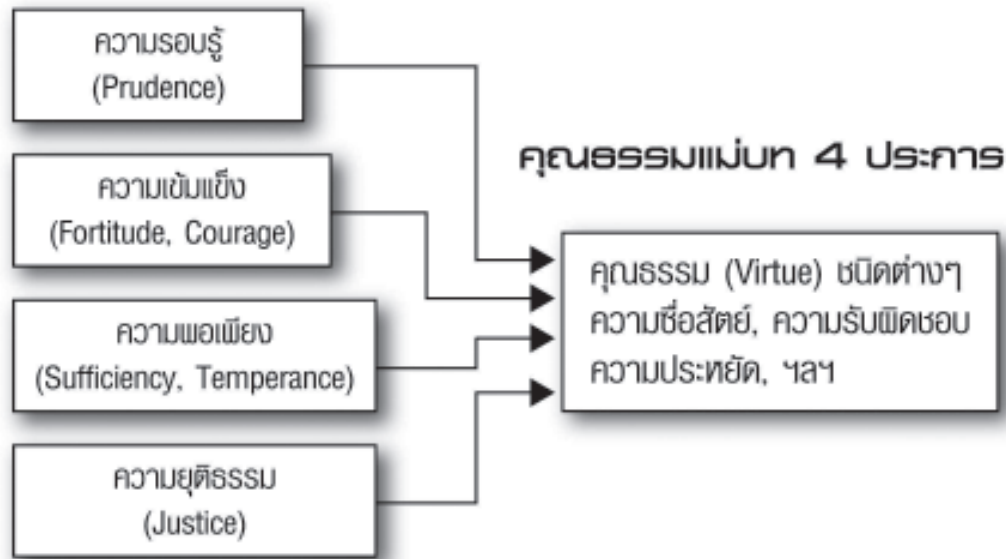 ความรอบรู้
(Prudence)
ความเข้มแข็ง
(Fortitude, Courage)
ความพอเพียง
(Sufficiency, Temperance)
ความยุติธรรม
(Justice)
คุณธรรมแม่บท 4 ประการ
คุณธรรม (Virtue) ชนิดต่างๆ
ความซื่อสัตย์, ความรับผิดชอบ
ความประหยัด, ฯลฯ